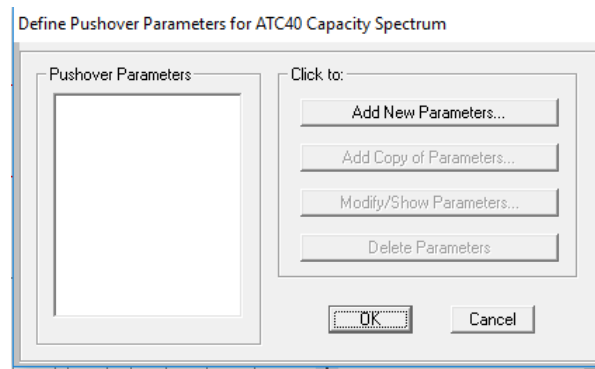 Define Pushover Parameters for ATC40 Capacity Spectrum
Pushover Parameters
Click to:
Add New Parameters...
Add Copy of Parameters...
Modify/Show Parameters...
Delete Parameters
OK
Cancel